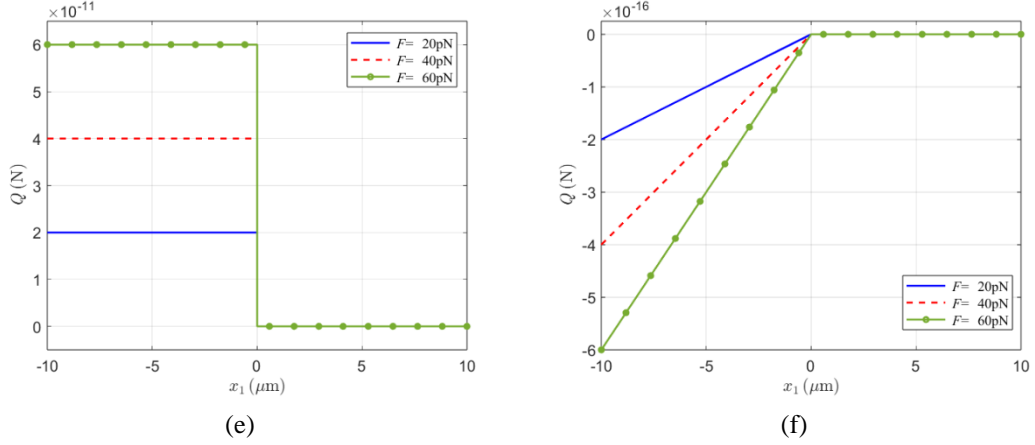 ×10⁻¹¹
6
5
4
3
2
1
0
Q (N)
-10
-5
0
5
10
x₁ (μm)
F= 20pN
F= 40pN
F= 60pN
(e)
×10⁻¹⁶
0
-1
-2
-3
-4
-5
-6
Q (N)
-10
-5
0
5
10
x₁ (μm)
F= 20pN
F= 40pN
F= 60pN
(f)